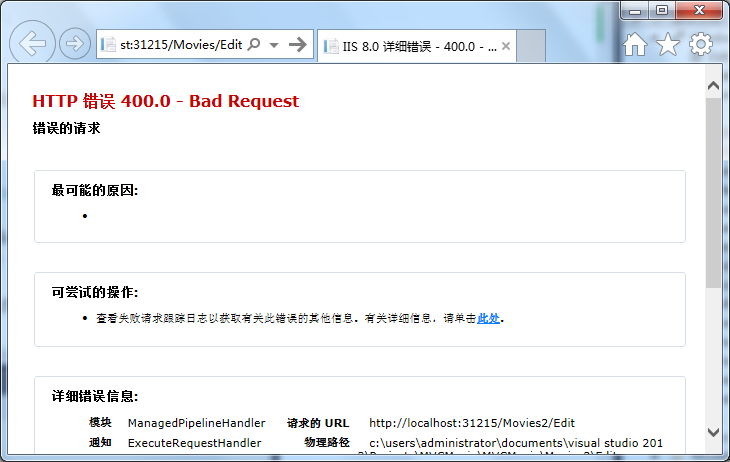 st:31215/Movies/Edit
IIS 8.0 详细错误 - 400.0 - ...
HTTP 错误 400.0 - Bad Request
错误的请求
最可能的原因:
•
可尝试的操作:
• 查看失败请求跟踪日志以获取有关此错误的其他信息。有关详细信息，请单击此处。
详细错误信息:
模块 ManagedPipelineHandler 请求的 URL http://localhost:31215/Movies2/Edit
通知 ExecuteRequestHandler 物理路径 c:\users\administrator\documents\visual studio 201